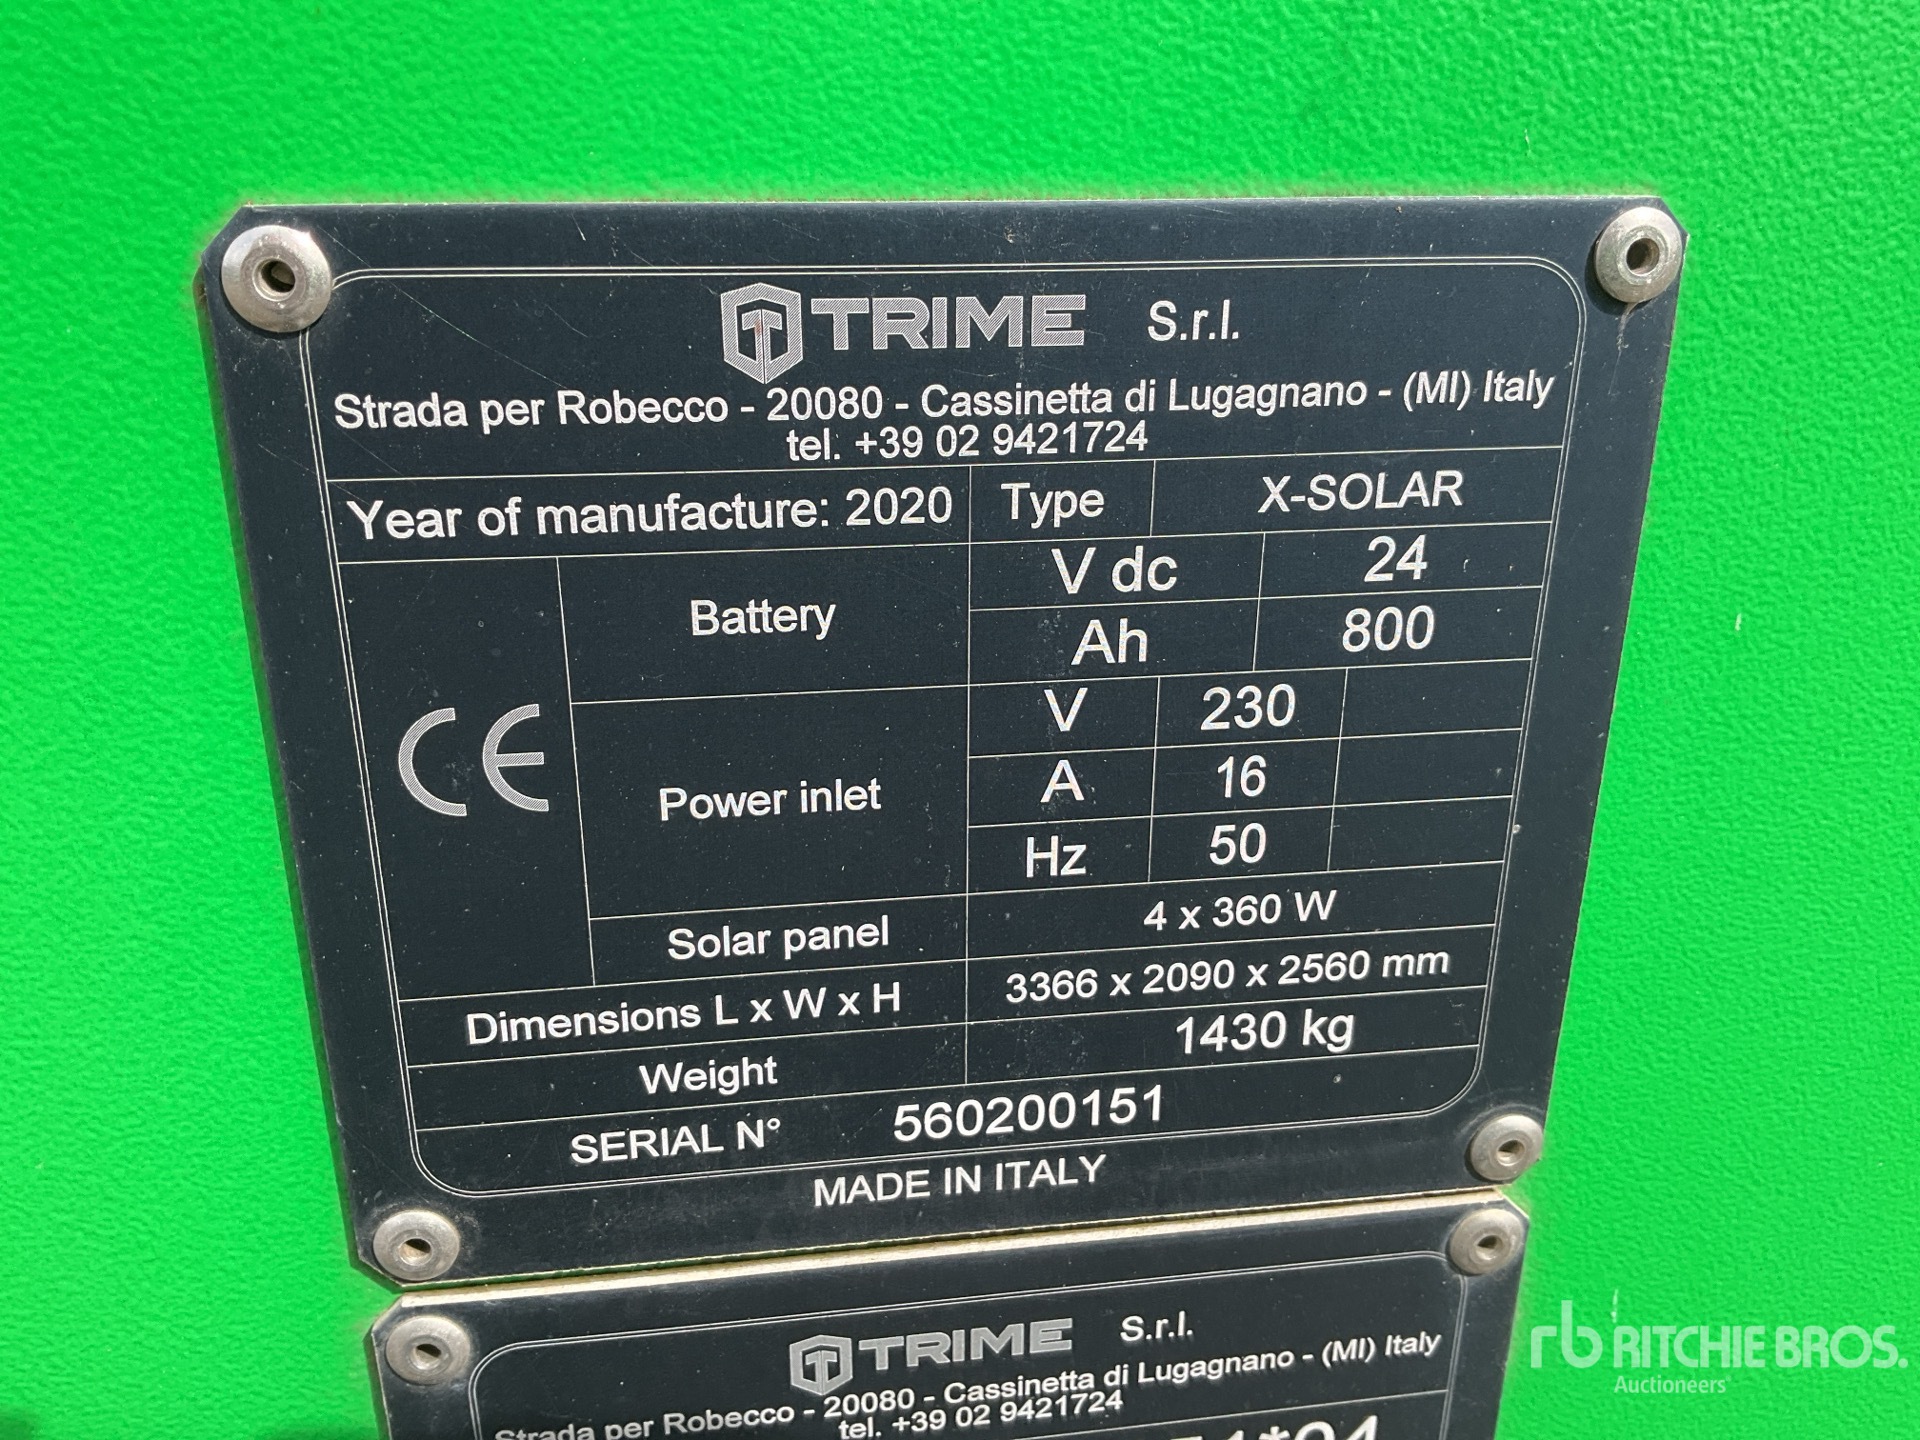 TRIME S.r.l.
Strada per Robecco - 20080 - Cassinetta di Lugagnano - (MI) Italy
tel. +39 02 9421724
Year of manufacture: 2020 Type X-SOLAR
CE
Battery
V dc 24
Ah 800
Power inlet
V 230
A 16
Hz 50
Solar panel 4 x 360 W
Dimensions L x W x H 3366 x 2090 x 2560 mm
Weight 1430 kg
SERIAL N° 560200151
MADE IN ITALY
TRIME S.r.l.
Strada per Robecco - 20080 - Cassinetta di Lugagnano - (MI) Italy
tel. +39 02 9421724
rb RITCHIE BROS.
Auctioneers